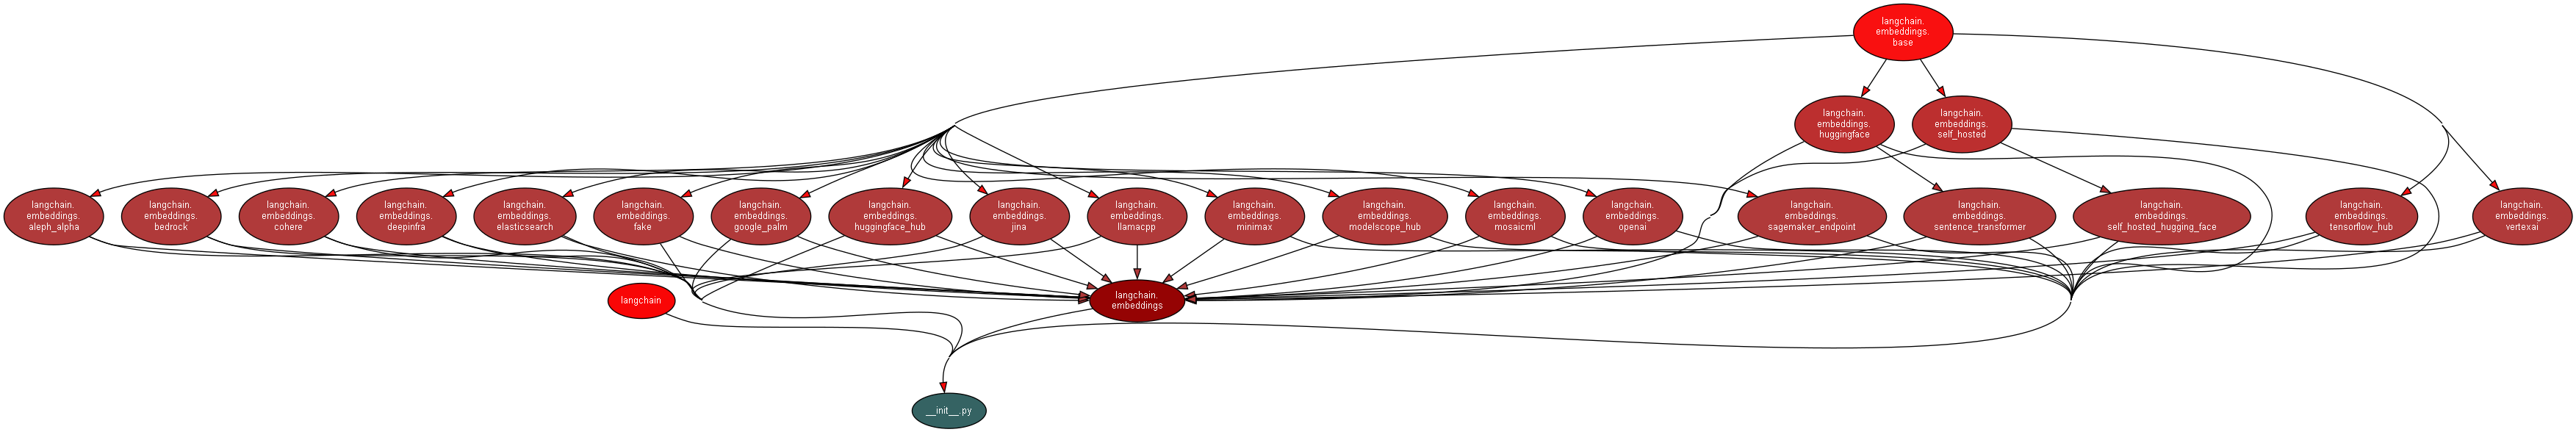 langchain.
embeddings.
base
langchain.
embeddings.
huggingface
langchain.
embeddings.
self_hosted
langchain.
embeddings.
aleph_alpha
langchain.
embeddings.
bedrock
langchain.
embeddings.
cohere
langchain.
embeddings.
deepinfra
langchain.
embeddings.
elasticsearch
langchain.
embeddings.
fake
langchain.
embeddings.
google_palm
langchain.
embeddings.
huggingface_hub
langchain.
embeddings.
jina
langchain.
embeddings.
llamacpp
langchain.
embeddings.
minimax
langchain.
embeddings.
modelscope_hub
langchain.
embeddings.
mosaicml
langchain.
embeddings.
openai
langchain.
embeddings.
sagemaker_endpoint
langchain.
embeddings.
sentence_transformer
langchain.
embeddings.
self_hosted_hugging_face
langchain.
embeddings.
tensorflow_hub
langchain.
embeddings.
vertexai
langchain
langchain.
embeddings
__init__.py